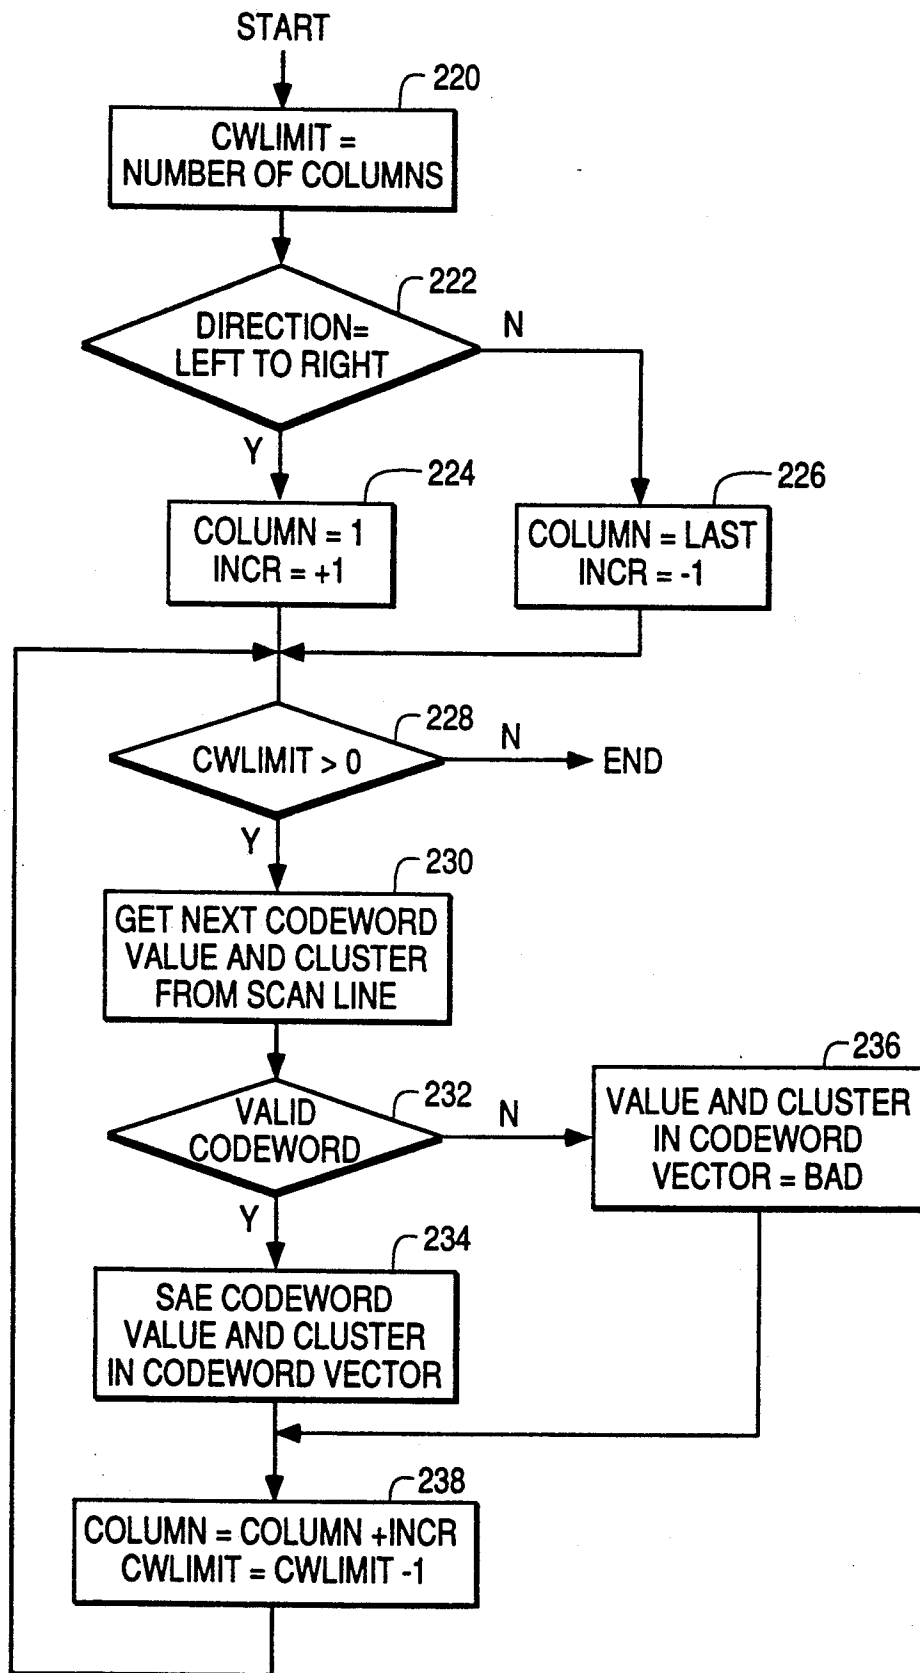 START
220
CWLIMIT =
NUMBER OF COLUMNS
222
DIRECTION=
LEFT TO RIGHT
N
Y
224
COLUMN = 1
INCR = +1
226
COLUMN = LAST
INCR = -1
228
CWLIMIT > 0
N
END
Y
230
GET NEXT CODEWORD
VALUE AND CLUSTER
FROM SCAN LINE
232
VALID
CODEWORD
N
236
VALUE AND CLUSTER
IN CODEWORD
VECTOR = BAD
Y
234
SAE CODEWORD
VALUE AND CLUSTER
IN CODEWORD VECTOR
238
COLUMN = COLUMN +INCR
CWLIMIT = CWLIMIT -1